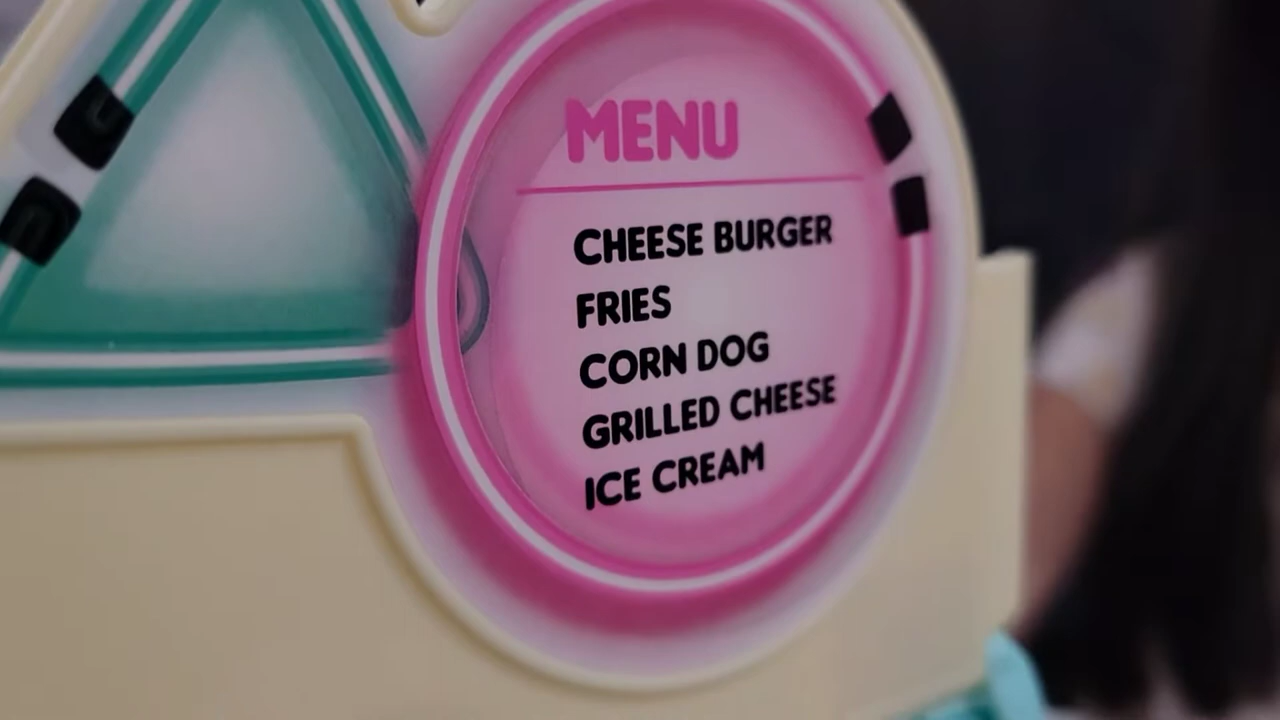 MENU
CHEESE BURGER
FRIES
CORN DOG
GRILLED CHEESE
ICE CREAM